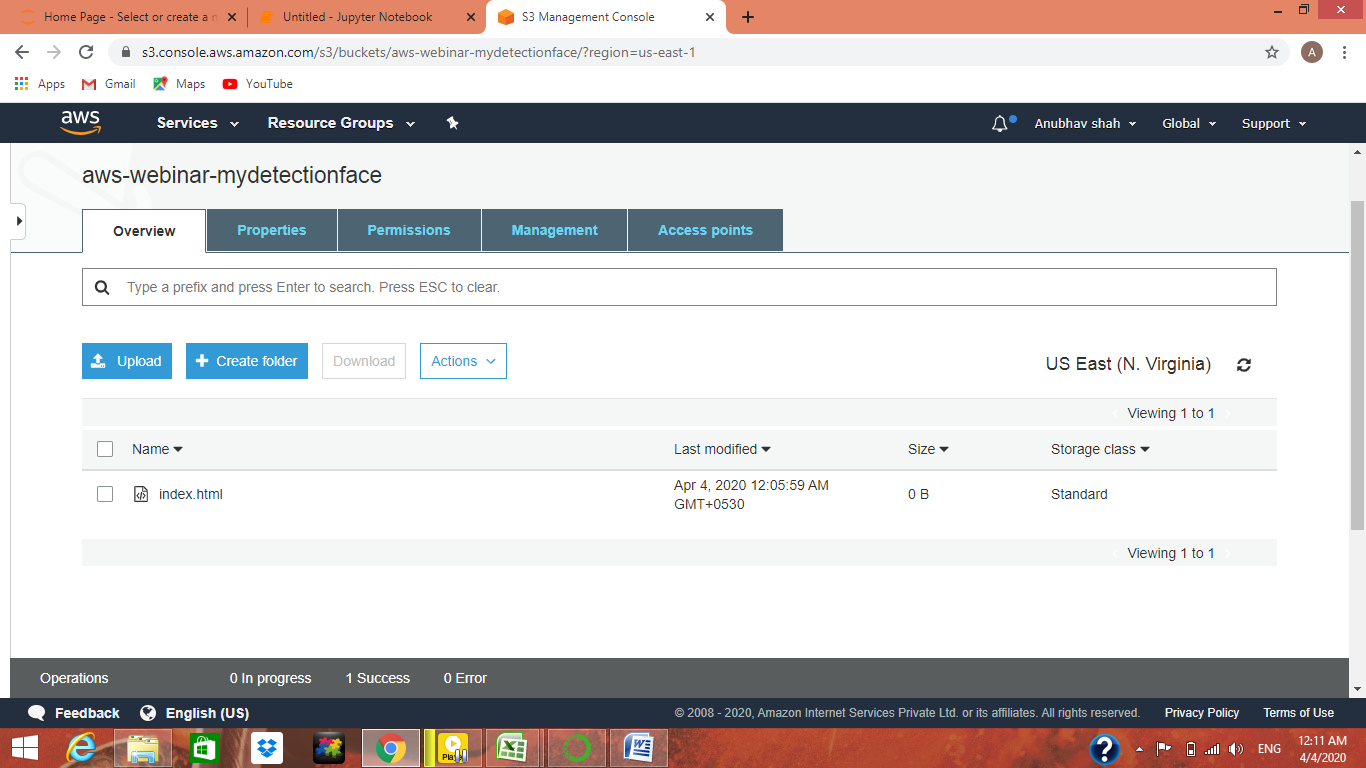 Home Page - Select or create a n
Untitled - Jupyter Notebook
S3 Management Console
s3.console.aws.amazon.com/s3/buckets/aws-webinar-mydetectionface/?region=us-east-1
A
Apps Gmail Maps YouTube
aws Services Resource Groups Anubhav shah Global Support
aws-webinar-mydetectionface
Overview Properties Permissions Management Access points
Type a prefix and press Enter to search. Press ESC to clear.
Upload Create folder Download Actions US East (N. Virginia)
Viewing 1 to 1
Name Last modified Size Storage class
index.html Apr 4, 2020 12:05:59 AM 0 B Standard
GMT+0530
Viewing 1 to 1
Operations 0 In progress 1 Success 0 Error
Feedback English (US) © 2008 - 2020, Amazon Internet Services Private Ltd. or its affiliates. All rights reserved. Privacy Policy Terms of Use
ENG 12:11 AM
4/4/2020